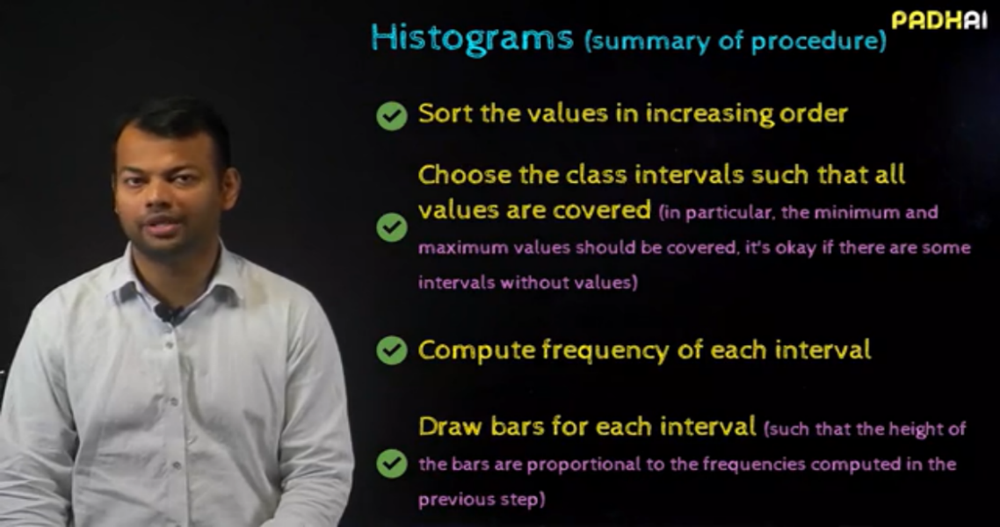 PADHAI
Histograms (summary of procedure)
Sort the values in increasing order
Choose the class intervals such that all
values are covered (in particular, the minimum and
maximum values should be covered, it's okay if there are some
intervals without values)
Compute frequency of each interval
Draw bars for each interval (such that the height of
the bars are proportional to the frequencies computed in the
previous step)